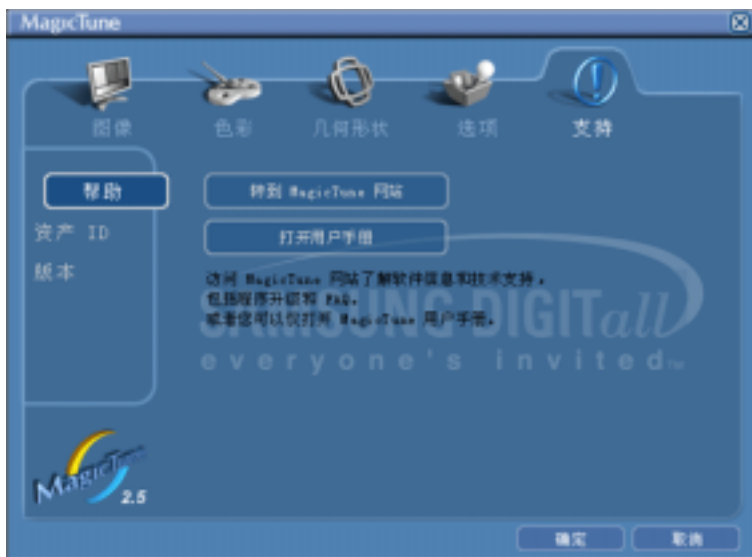 MagicTune
图像 色彩 几何形状 选项 支持
帮助
资产 ID
版本
转到 MagicTune 网站
打开用户手册
访问 MagicTune 网站了解软件信息和技术支持，
包括程序升级和 FAQ。
或者您可以仅打开 MagicTune 用户手册。
SAMSUNG DIGITall
everyone's invited™
MagicTune
2.5
确定 取消